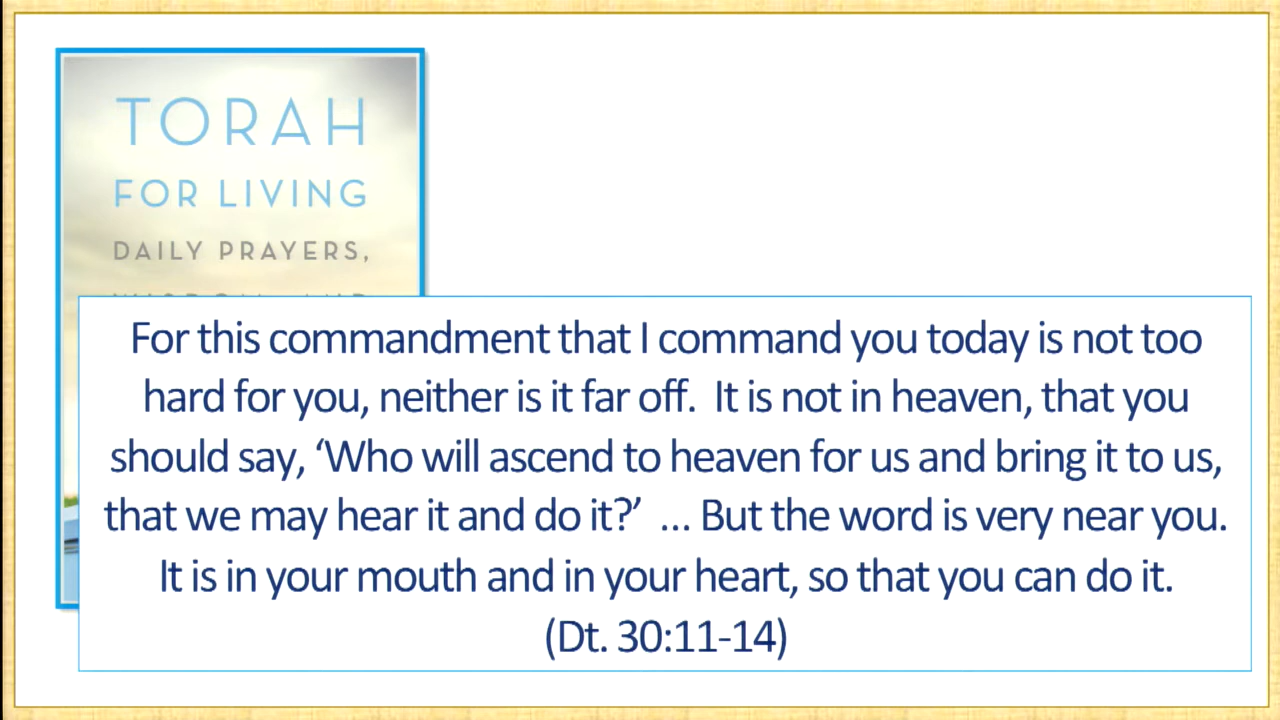 TORAH
FOR LIVING
DAILY PRAYERS,
For this commandment that I command you today is not too
hard for you, neither is it far off.  It is not in heaven, that you
should say, ‘Who will ascend to heaven for us and bring it to us,
that we may hear it and do it?’  … But the word is very near you.
It is in your mouth and in your heart, so that you can do it.
(Dt. 30:11-14)